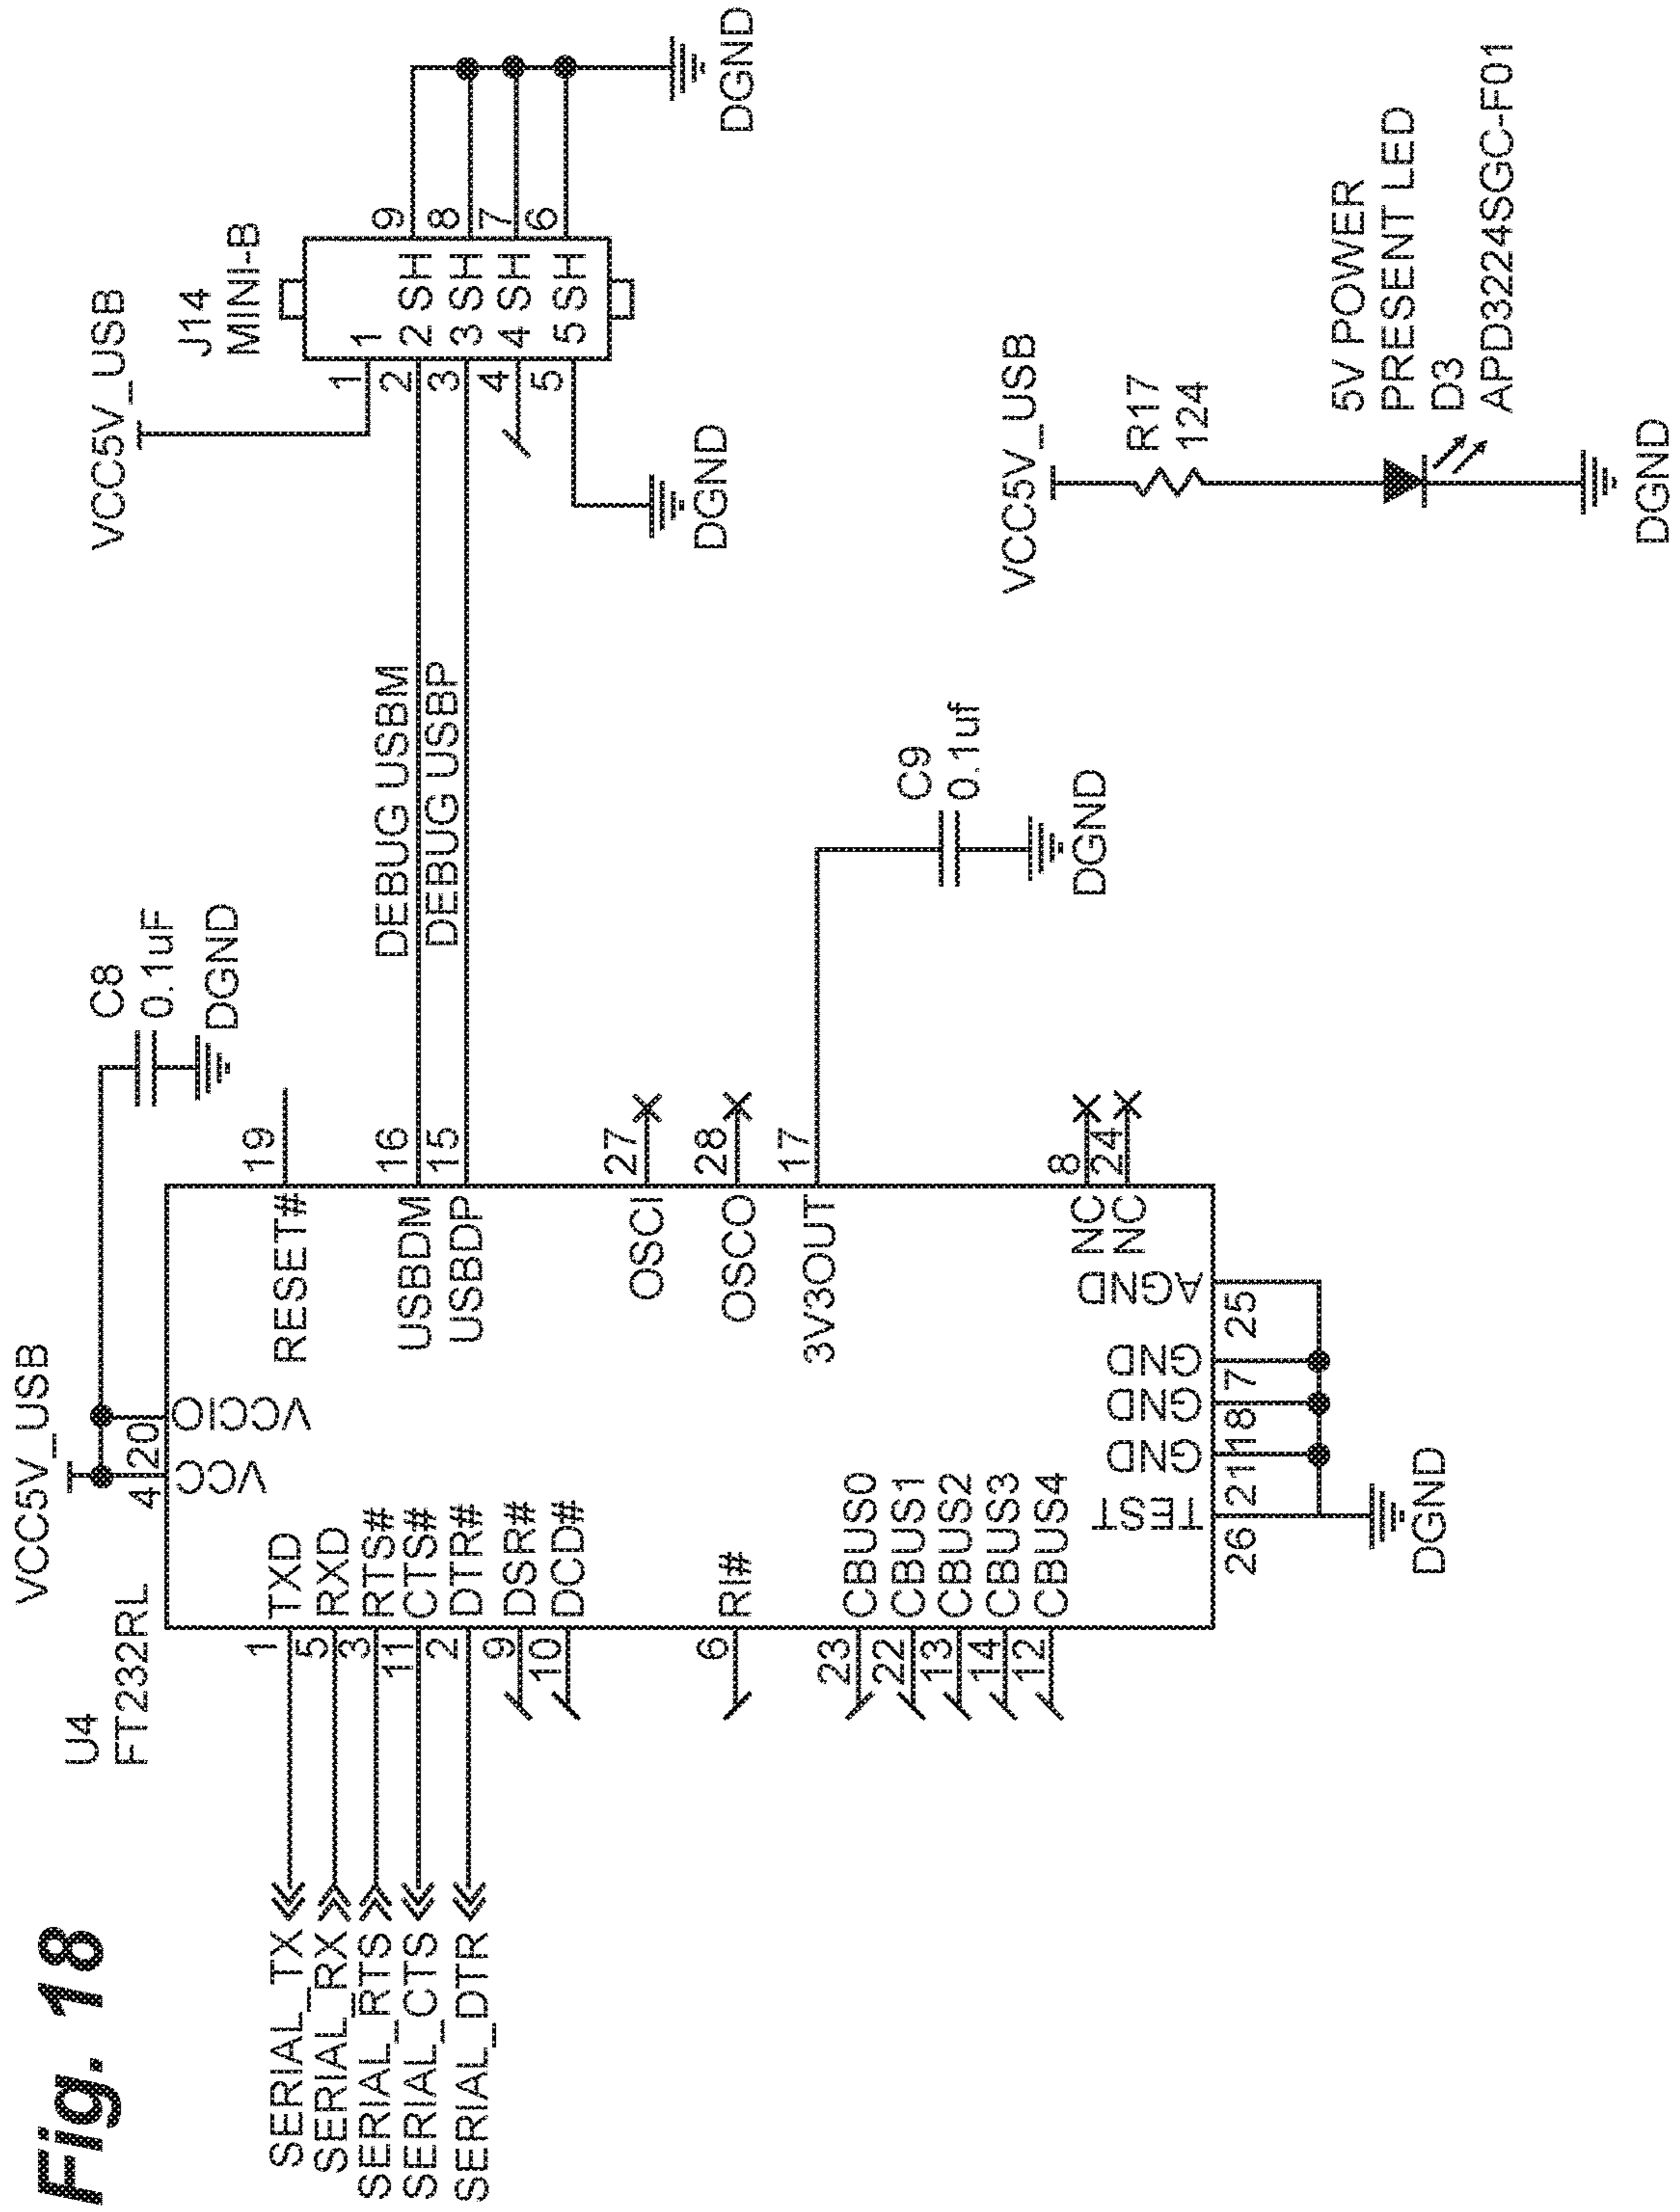 Fig. 18
U4
FT232RL
VCC5V_USB
4
20
VCC
VCCIO
C8
0.1uF
DGND
SERIAL_TX
1
TXD
SERIAL_RX
5
RXD
SERIAL_RTS
3
RTS#
SERIAL_CTS
11
CTS#
SERIAL_DTR
2
DTR#
9
DSR#
10
DCD#
6
RI#
23
CBUS0
22
CBUS1
13
CBUS2
14
CBUS3
12
CBUS4
RESET#
19
USBDM
16
DEBUG USBM
USBDP
15
DEBUG USBP
OSCI
27
OSCO
28
3V3OUT
17
NC
8
NC
24
C9
0.1uf
DGND
TEST
GND
GND
GND
AGND
26
21
18
7
25
DGND
VCC5V_USB
J14
MINI-B
1
1
2
2 SH
9
3
3 SH
8
4
4 SH
7
5
5 SH
6
DGND
DGND
VCC5V_USB
R17
124
5V POWER
PRESENT LED
D3
APD3224SGC-F01
DGND